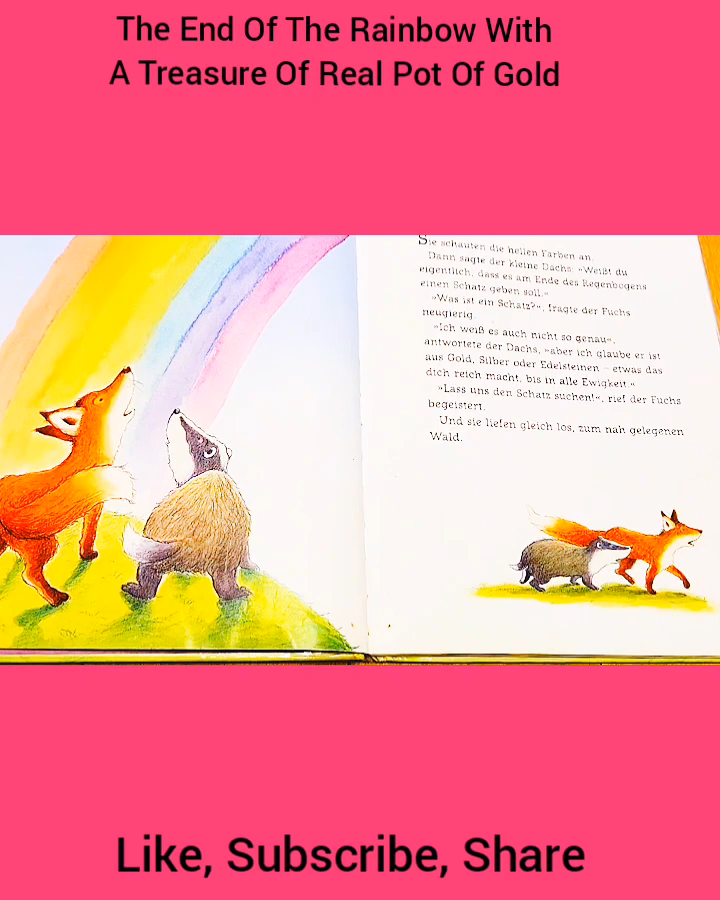 The End Of The Rainbow With
A Treasure Of Real Pot Of Gold
Sie schauten die hellen Farben an.
Dann sagte der kleine Dachs: »Weißt du
eigentlich, dass es am Ende des Regenbogens
einen Schatz geben soll.«
»Was ist ein Schatz?«, fragte der Fuchs
neugierig.
»Ich weiß es auch nicht so genau«,
antwortete der Dachs, »aber ich glaube er ist
aus Gold, Silber oder Edelsteinen – etwas das
dich reich macht, bis in alle Ewigkeit.«
»Lass uns den Schatz suchen!«, rief der Fuchs
begeistert.
Und sie liefen gleich los, zum nah gelegenen
Wald.
Like, Subscribe, Share